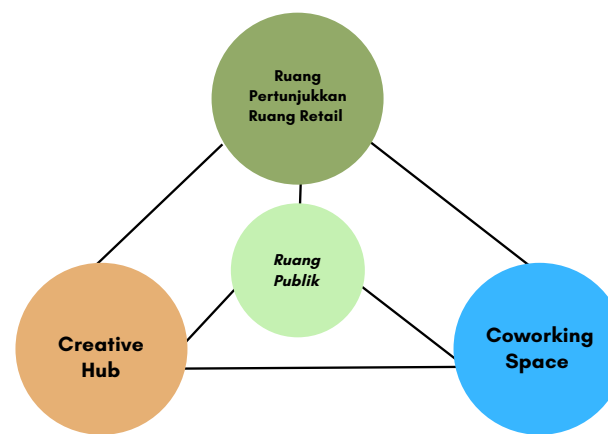 Ruang
Pertunjukkan
Ruang Retail
Ruang
Publik
Creative
Hub
Coworking
Space